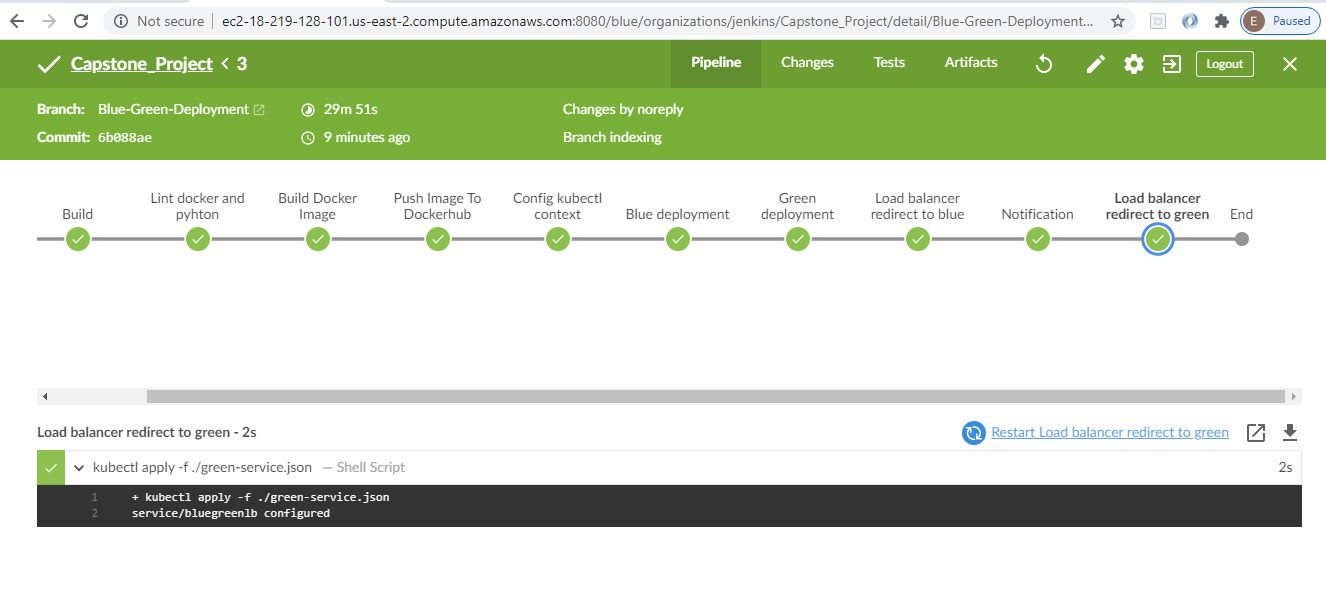 Not secure ec2-18-219-128-101.us-east-2.compute.amazonaws.com:8080/blue/organizations/jenkins/Capstone_Project/detail/Blue-Green-Deployment... E Paused
Capstone_Project < 3 Pipeline Changes Tests Artifacts Logout
Branch: Blue-Green-Deployment 29m 51s Changes by noreply
Commit: 6b088ae 9 minutes ago Branch indexing
Build
Lint docker and
pyhton
Build Docker
Image
Push Image To
Dockerhub
Config kubectl
context
Blue deployment
Green
deployment
Load balancer
redirect to blue
Notification
Load balancer
redirect to green
End
Load balancer redirect to green - 2s Restart Load balancer redirect to green
kubectl apply -f ./green-service.json — Shell Script 2s
1 + kubectl apply -f ./green-service.json
2 service/bluegreenlb configured